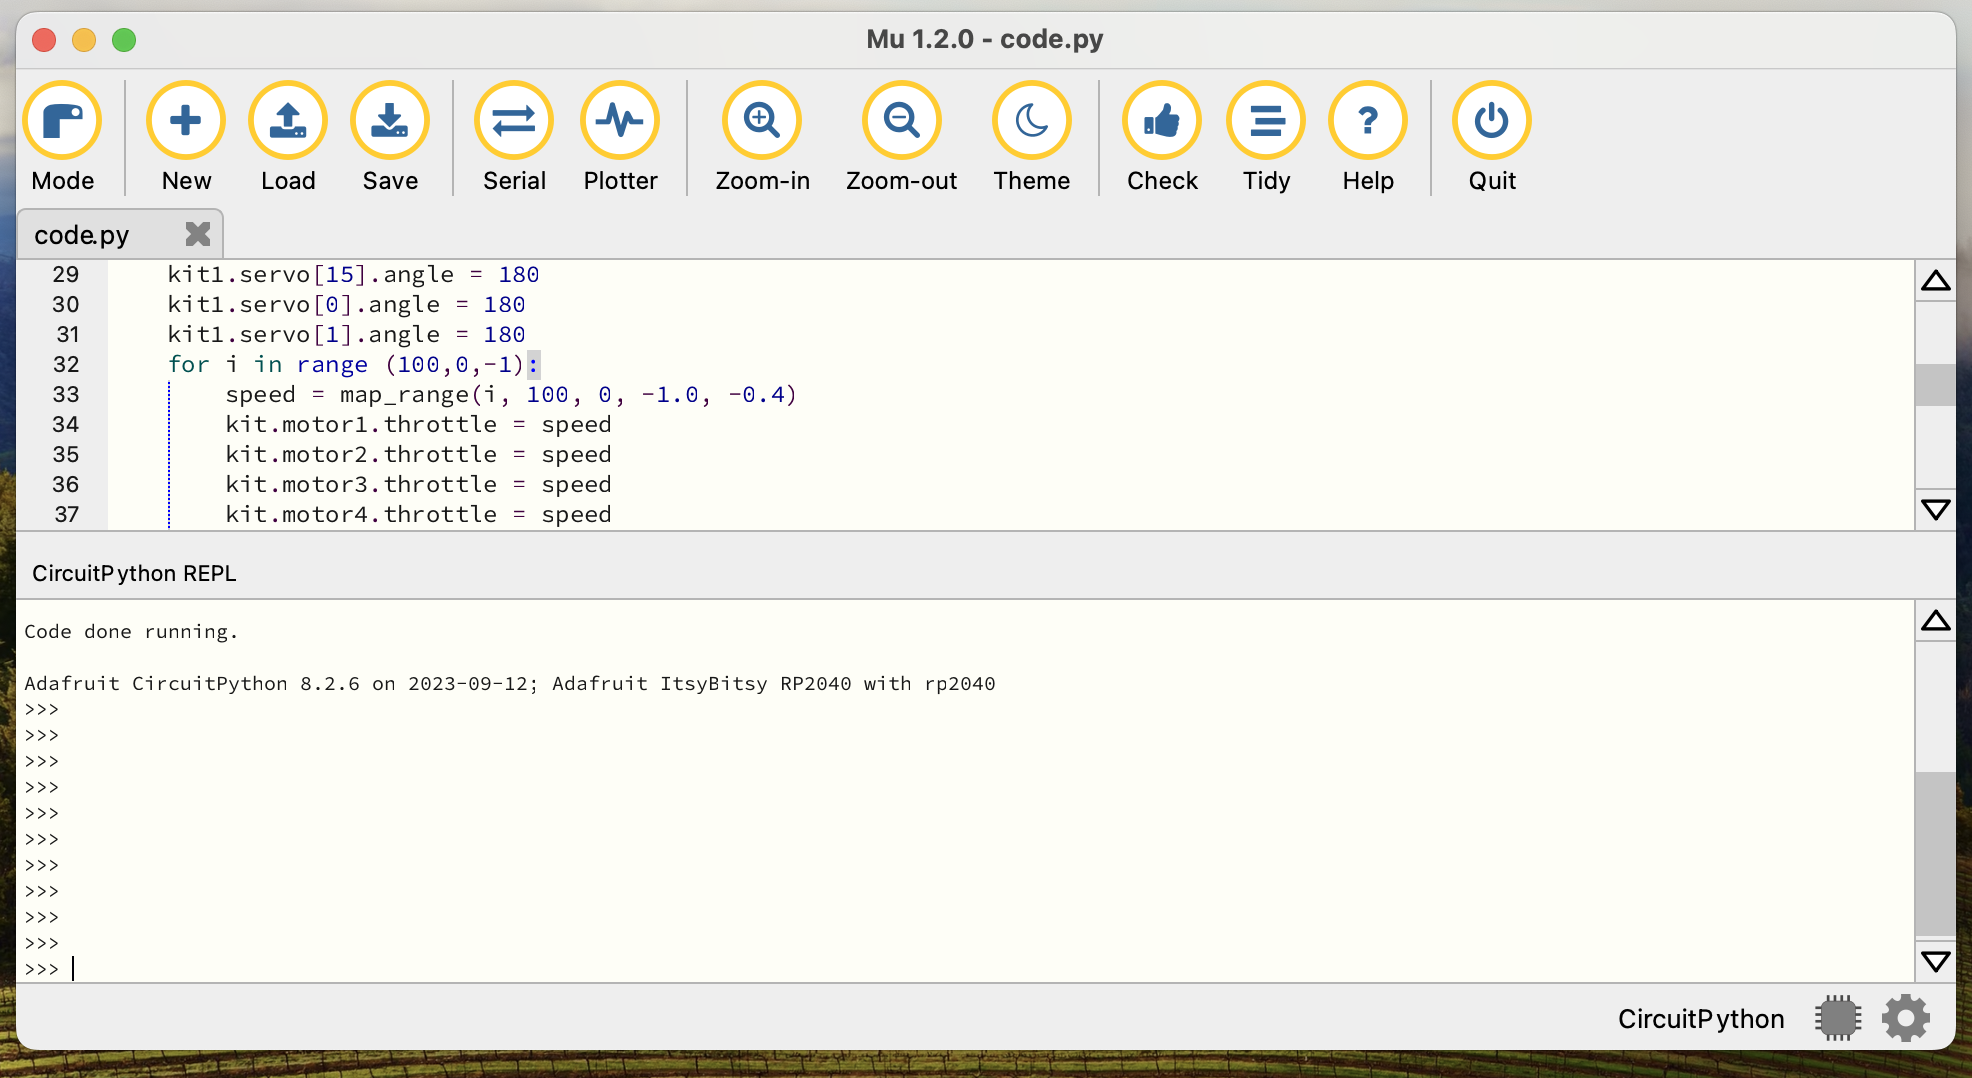 Mu 1.2.0 - code.py
Mode New Load Save Serial Plotter Zoom-in Zoom-out Theme Check Tidy Help Quit
code.py
29 kit1.servo[15].angle = 180
30 kit1.servo[0].angle = 180
31 kit1.servo[1].angle = 180
32 for i in range (100,0,-1):
33 speed = map_range(i, 100, 0, -1.0, -0.4)
34 kit.motor1.throttle = speed
35 kit.motor2.throttle = speed
36 kit.motor3.throttle = speed
37 kit.motor4.throttle = speed
CircuitPython REPL
Code done running.
Adafruit CircuitPython 8.2.6 on 2023-09-12; Adafruit ItsyBitsy RP2040 with rp2040
>>>
>>>
>>>
>>>
>>>
>>>
>>>
>>>
>>>
>>>
>>>
CircuitPython